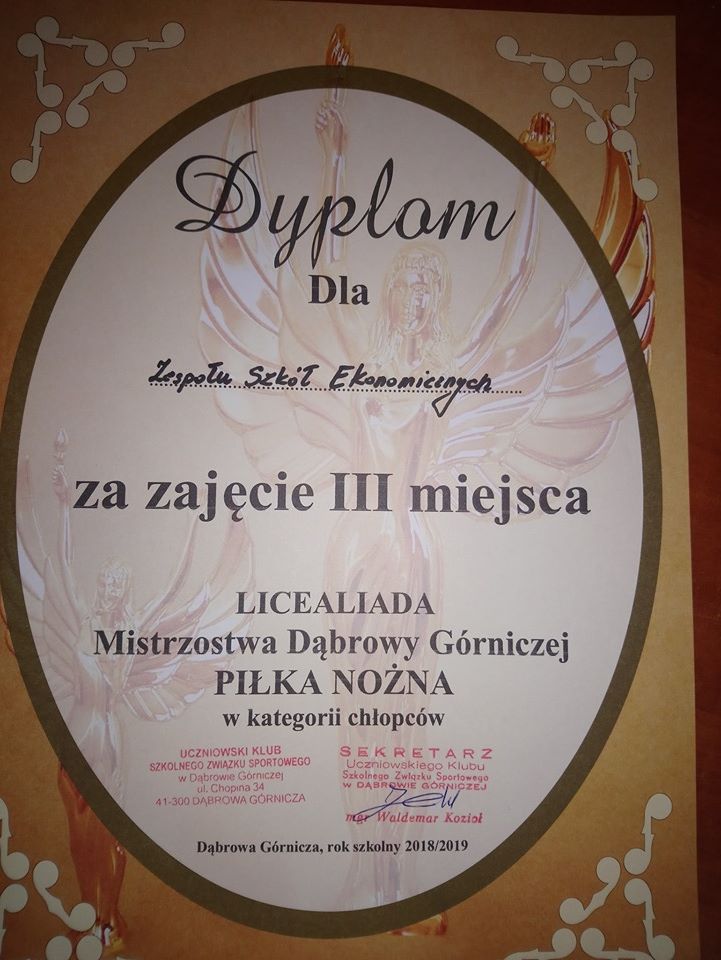 Dyplom
Dla
Zespołu Szkół Ekonomicznych
za zajęcie III miejsca
LICEALIADA
Mistrzostwa Dąbrowy Górniczej
PIŁKA NOŻNA
w kategorii chłopców
UCZNIOWSKI KLUB
SZKOLNEGO ZWIĄZKU SPORTOWEGO
w Dąbrowie Górniczej
ul. Chopina 34
41-300 DĄBROWA GÓRNICZA
SEKRETARZ
Uczniowskiego Klubu
Szkolnego Związku Sportowego
w DĄBROWIE GÓRNICZEJ
mgr Waldemar Kozioł
Dąbrowa Górnicza, rok szkolny 2018/2019